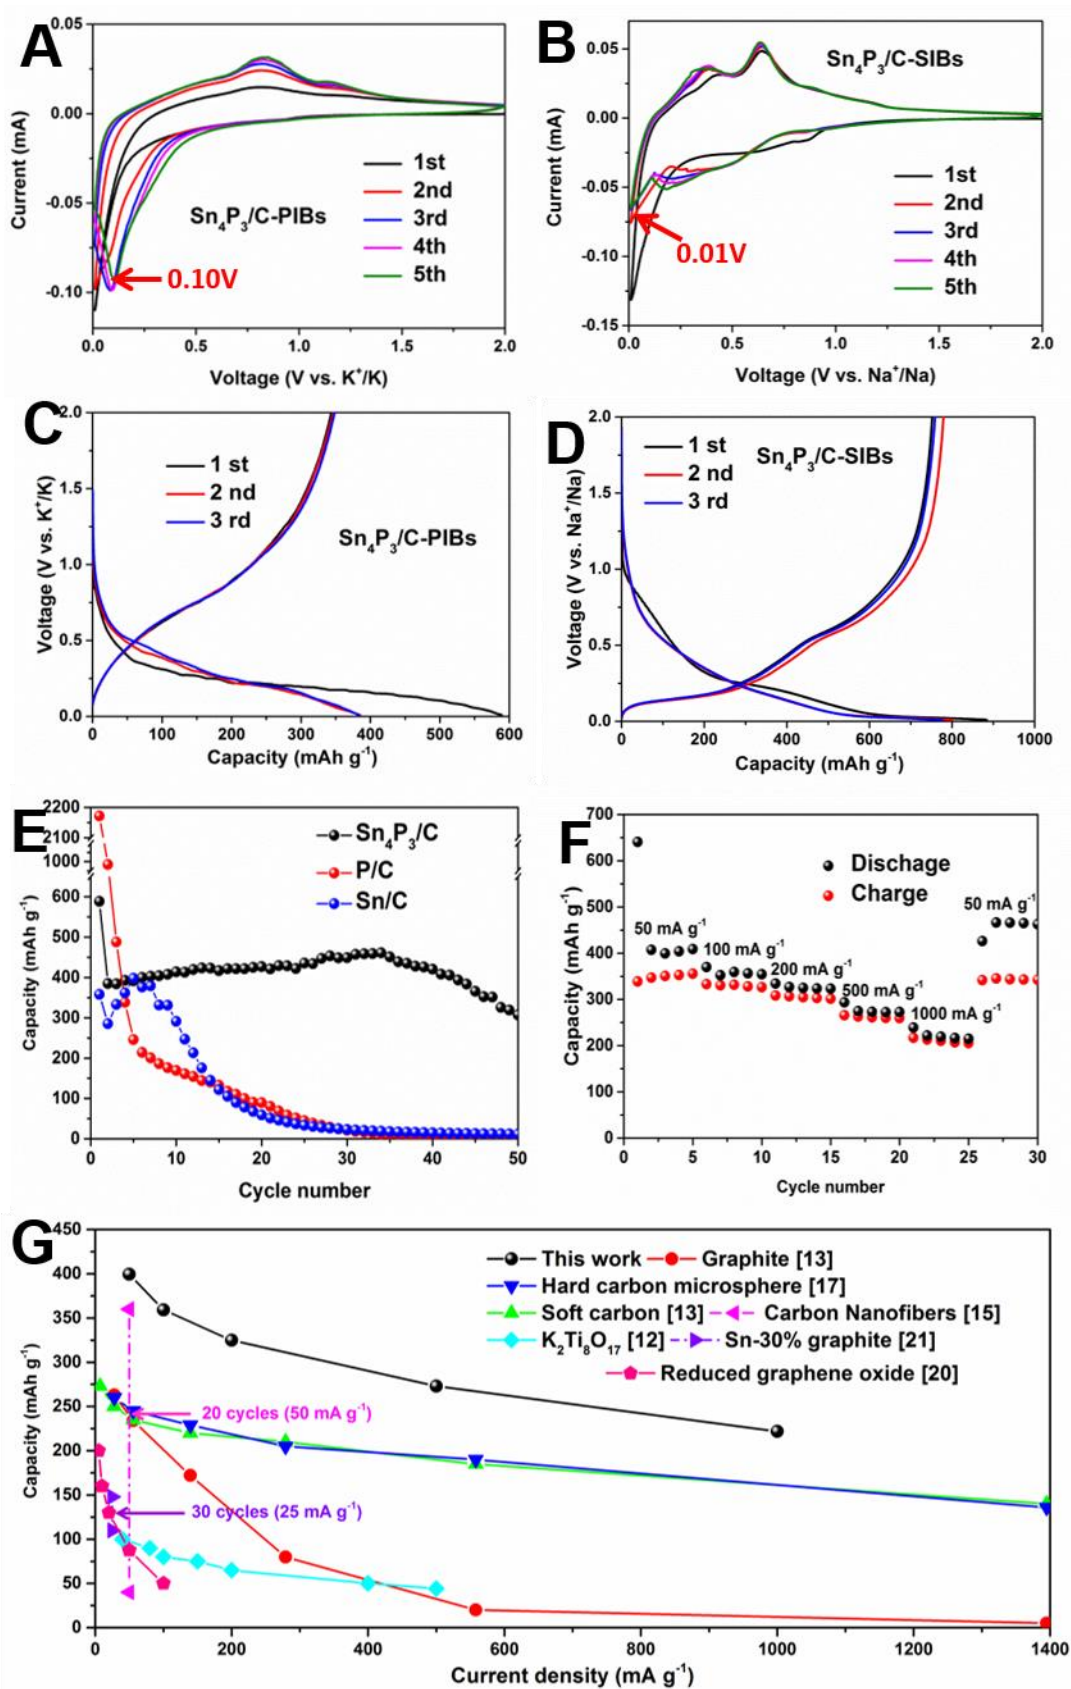 A
0.05
0.00
-0.05
-0.10
Current (mA)
Sn₄P₃/C-PIBs
1st
2nd
3rd
4th
5th
0.10V
0.0 0.5 1.0 1.5 2.0
Voltage (V vs. K⁺/K)
B
0.05
0.00
-0.05
-0.10
-0.15
Current (mA)
Sn₄P₃/C-SIBs
1st
2nd
3rd
4th
5th
0.01V
0.0 0.5 1.0 1.5 2.0
Voltage (V vs. Na⁺/Na)
C
2.0
1.5
1.0
0.5
0.0
Voltage (V vs. K⁺/K)
1 st
2 nd
3 rd
Sn₄P₃/C-PIBs
0 100 200 300 400 500 600
Capacity (mAh g⁻¹)
D
2.0
1.5
1.0
0.5
0.0
Voltage (V vs. Na⁺/Na)
1 st
2 nd
3 rd
Sn₄P₃/C-SIBs
0 200 400 600 800 1000
Capacity (mAh g⁻¹)
E
2200
2100
1000
600
500
400
300
200
100
0
Capacity (mAh g⁻¹)
Sn₄P₃/C
P/C
Sn/C
0 10 20 30 40 50
Cycle number
F
700
600
500
400
300
200
100
0
Capacity (mAh g⁻¹)
Dischage
Charge
50 mA g⁻¹
100 mA g⁻¹
200 mA g⁻¹
500 mA g⁻¹
1000 mA g⁻¹
50 mA g⁻¹
0 5 10 15 20 25 30
Cycle number
G
450
400
350
300
250
200
150
100
50
0
Capacity (mAh g⁻¹)
This work Graphite [13]
Hard carbon microsphere [17]
Soft carbon [13] Carbon Nanofibers [15]
K₂Ti₈O₁₇ [12] Sn-30% graphite [21]
Reduced graphene oxide [20]
20 cycles (50 mA g⁻¹)
30 cycles (25 mA g⁻¹)
0 200 400 600 800 1000 1200 1400
Current density (mA g⁻¹)